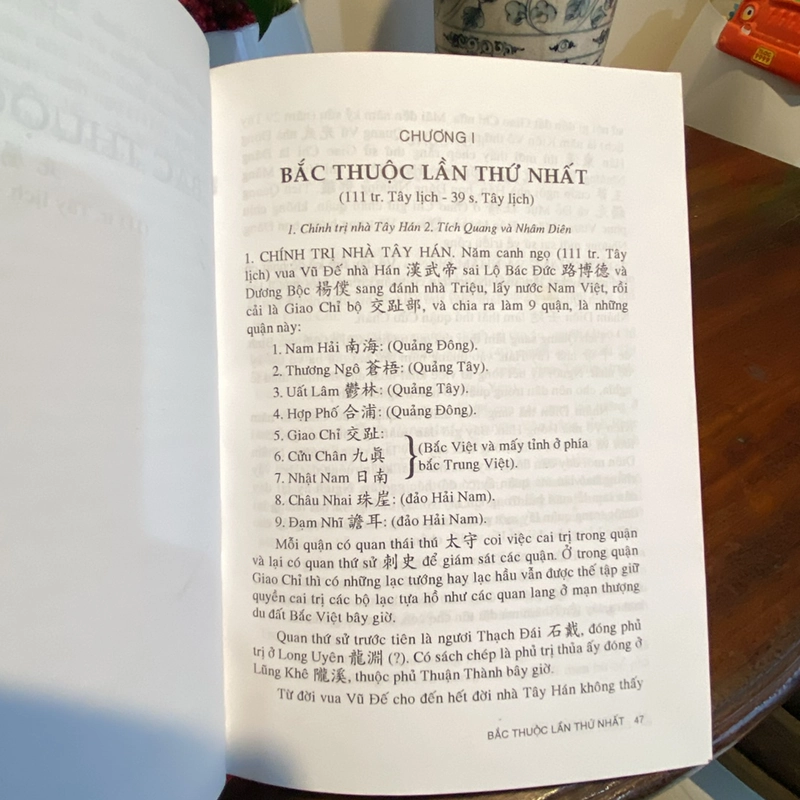 CHƯƠNG I
BẮC THUỘC LẦN THỨ NHẤT
(111 tr. Tây lịch - 39 s. Tây lịch)
1. Chính trị nhà Tây Hán 2. Tích Quang và Nhâm Diên
1. CHÍNH TRỊ NHÀ TÂY HÁN. Năm canh ngọ (111 tr. Tây
lịch) vua Vũ Đế nhà Hán 漢武帝 sai Lộ Bác Đức 路博德 và
Dương Bộc 楊僕 sang đánh nhà Triệu, lấy nước Nam Việt, rồi
cải là Giao Chỉ bộ 交趾部, và chia ra làm 9 quận, là những
quận này:
1. Nam Hải 南海: (Quảng Đông).
2. Thương Ngô 蒼梧: (Quảng Tây).
3. Uất Lâm 鬱林: (Quảng Tây).
4. Hợp Phố 合浦: (Quảng Đông).
5. Giao Chỉ 交趾:
6. Cửu Chân 九眞
7. Nhật Nam 日南
(Bắc Việt và mấy tỉnh ở phía
bắc Trung Việt).
8. Châu Nhai 珠崖: (đảo Hải Nam).
9. Đạm Nhĩ 譫耳: (đảo Hải Nam).
Mỗi quận có quan thái thú 太守 coi việc cai trị trong quận
và lại có quan thứ sử 刺史 để giám sát các quận. Ở trong quận
Giao Chỉ thì có những lạc tướng hay lạc hầu vẫn được thế tập giữ
quyền cai trị các bộ lạc tựa hồ như các quan lang ở mạn thượng
du đất Bắc Việt bây giờ.
Quan thứ sử trước tiên là ngươi Thạch Đái 石戴, đóng phủ
trị ở Long Uyên 龍淵 (?). Có sách chép là phủ trị thủa ấy đóng ở
Lũng Khê 隴溪, thuộc phủ Thuận Thành bây giờ.
Từ đời vua Vũ Đế cho đến hết đời nhà Tây Hán không thấy
BẮC THUỘC LẦN THỨ NHẤT 47